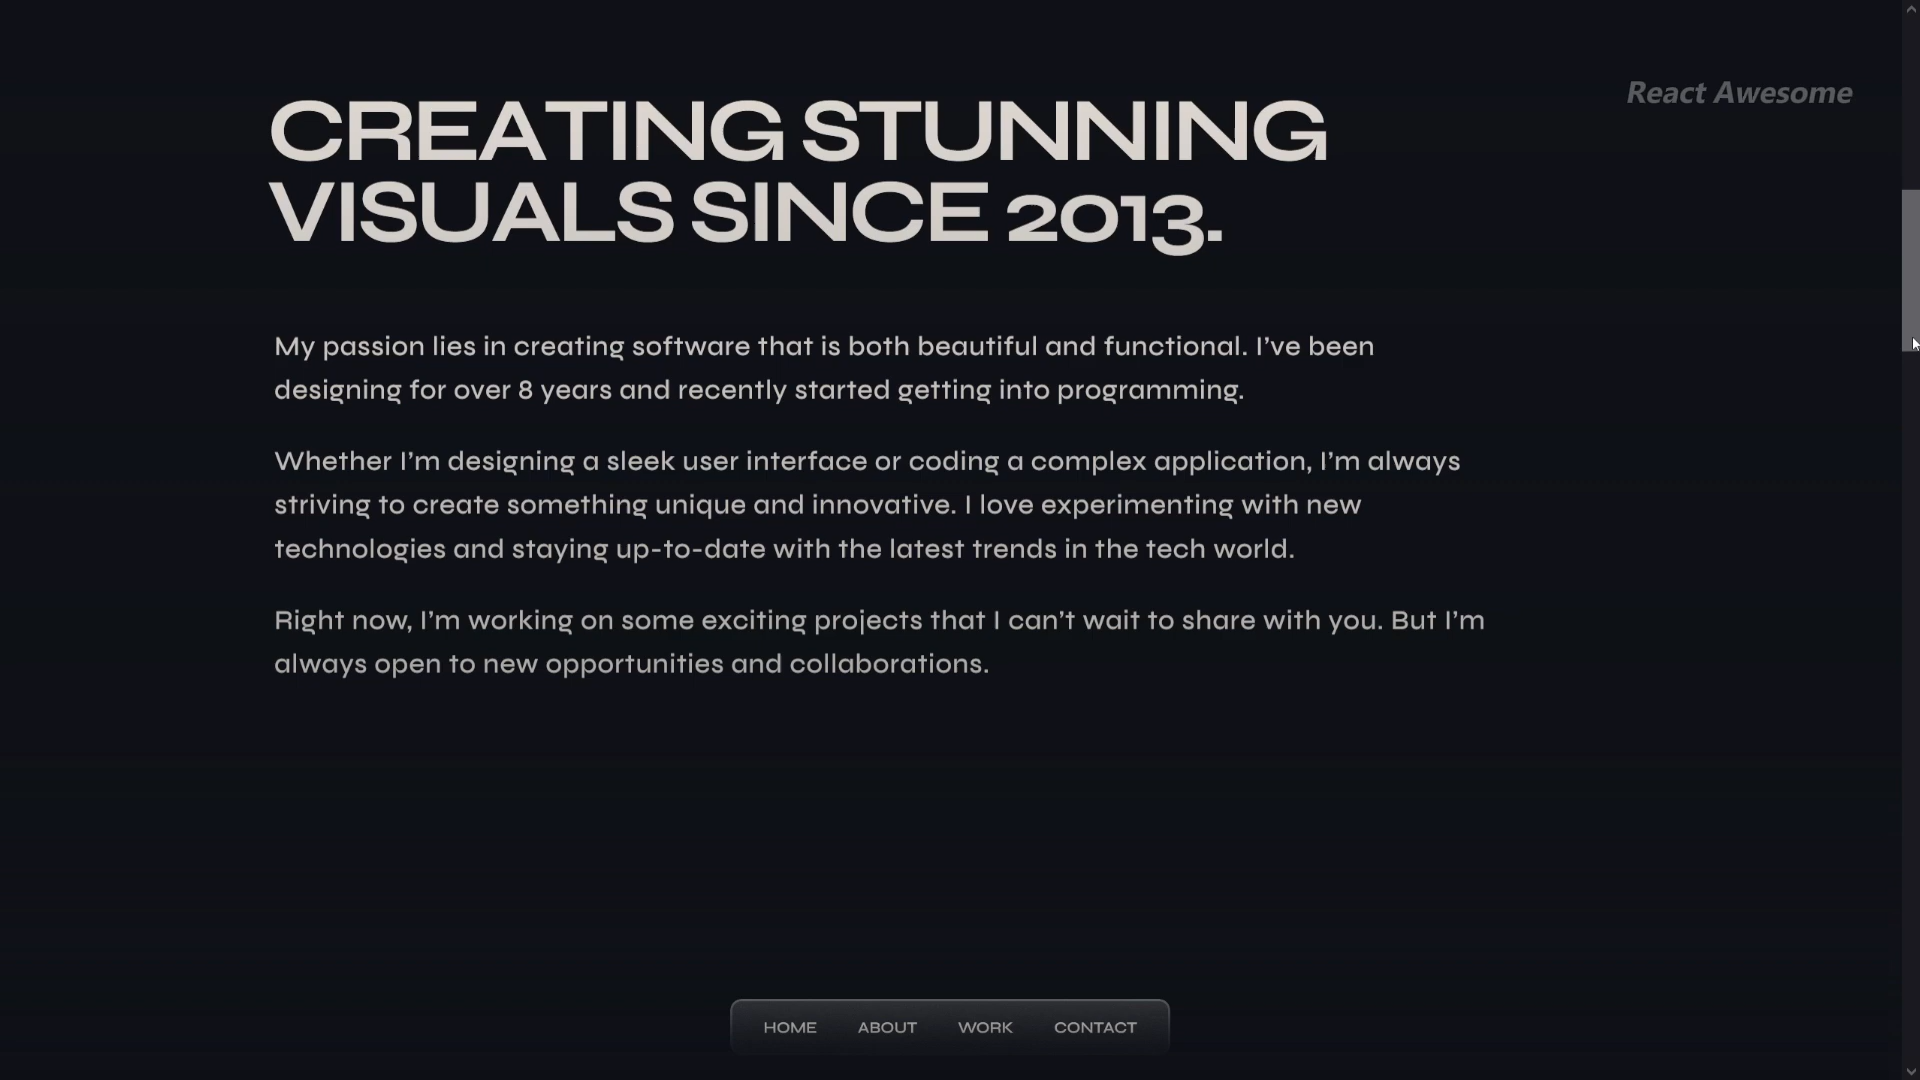 React Awesome
CREATING STUNNING
VISUALS SINCE 2013.
My passion lies in creating software that is both beautiful and functional. I’ve been
designing for over 8 years and recently started getting into programming.
Whether I’m designing a sleek user interface or coding a complex application, I’m always
striving to create something unique and innovative. I love experimenting with new
technologies and staying up-to-date with the latest trends in the tech world.
Right now, I’m working on some exciting projects that I can’t wait to share with you. But I’m
always open to new opportunities and collaborations.
HOME ABOUT WORK CONTACT